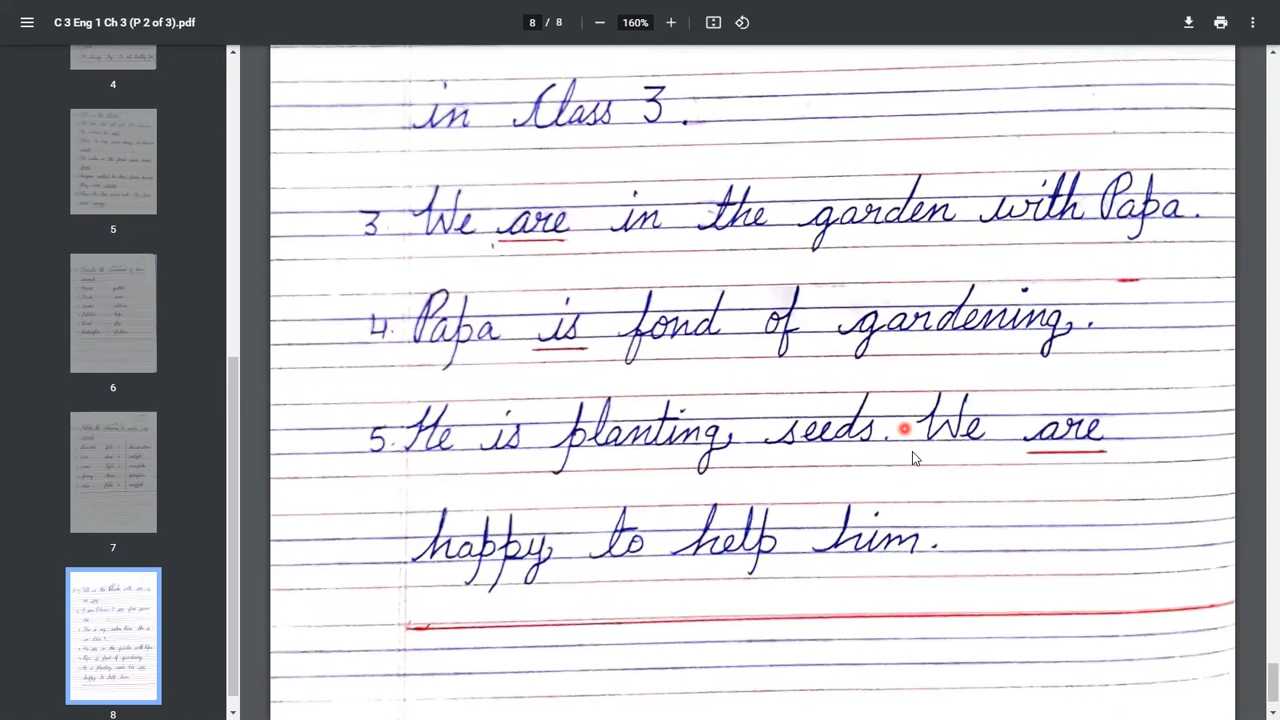 C 3 Eng 1 Ch 3 (P 2 of 3).pdf
8 / 8
160%
4
5
6
7
8
in Class 3.
3. We are in the garden with Papa.
4. Papa is fond of gardening.
5. He is planting seeds. We are
happy to help him.